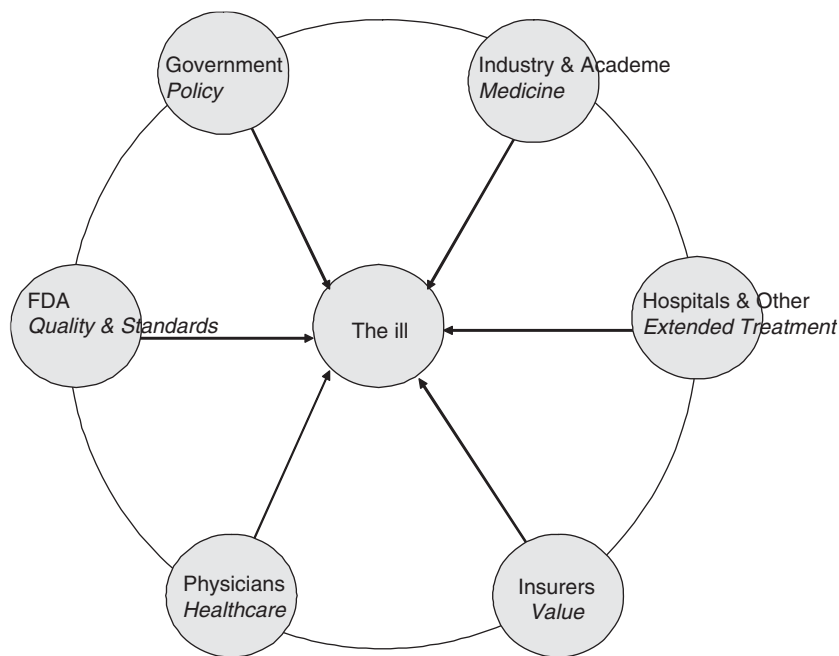 Government
Policy
Industry & Academe
Medicine
FDA
Quality & Standards
The ill
Hospitals & Other
Extended Treatment
Physicians
Healthcare
Insurers
Value